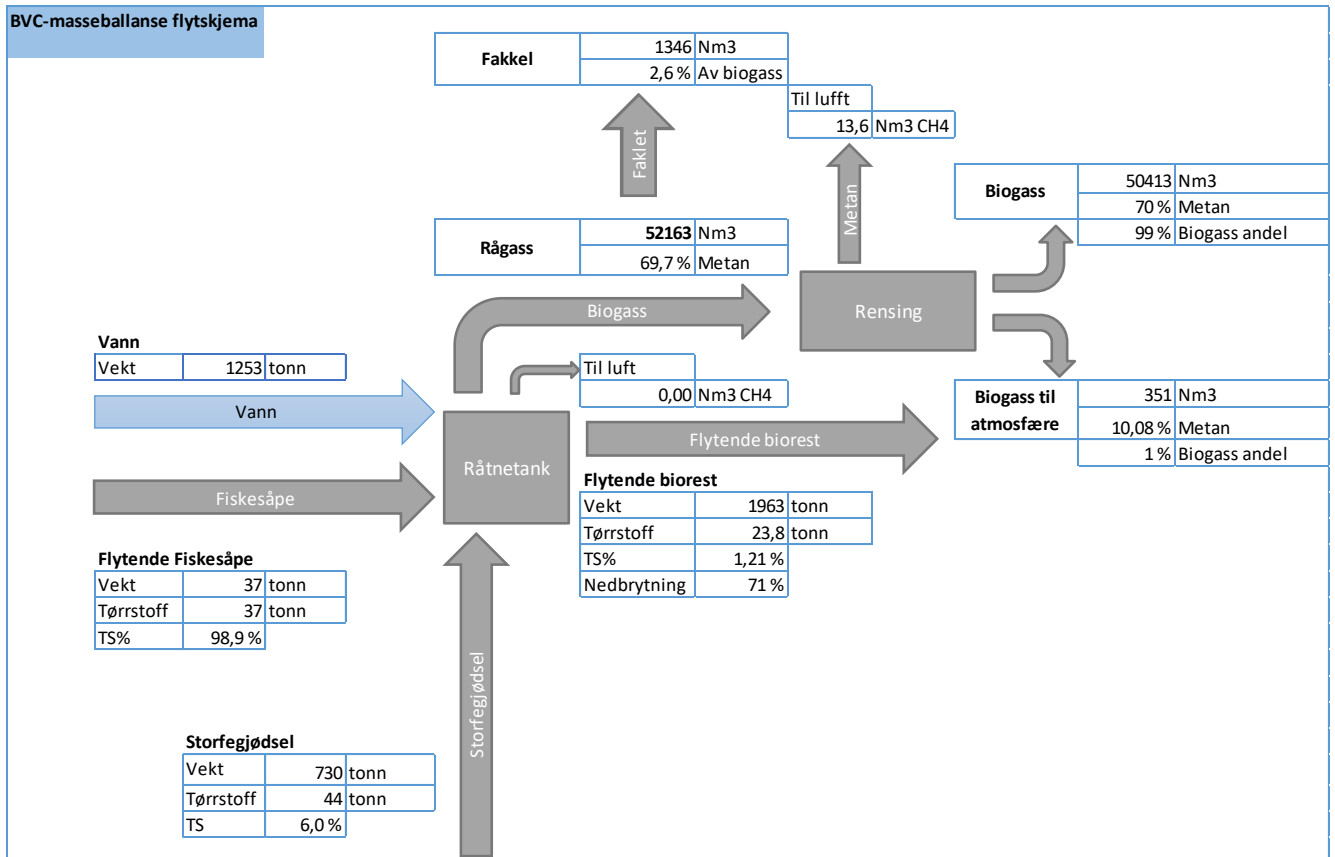 BVC-masseballanse flytskjema
Fakkel 1346 Nm3
2,6 % Av biogass
Til lufft
13,6 Nm3 CH4
Faklet
Metan
Biogass 50413 Nm3
70 % Metan
99 % Biogass andel
Rågass 52163 Nm3
69,7 % Metan
Biogass
Rensing
Vann
Vekt 1253 tonn
Vann
Til luft
0,00 Nm3 CH4
Biogass til atmosfære 351 Nm3
10,08 % Metan
1 % Biogass andel
Råtnetank
Flytende biorest
Fiskesåpe
Flytende biorest
Vekt 1963 tonn
Tørrstoff 23,8 tonn
TS% 1,21 %
Nedbrytning 71 %
Flytende Fiskesåpe
Vekt 37 tonn
Tørrstoff 37 tonn
TS% 98,9 %
Storfegjødsel
Storfegjødsel
Vekt 730 tonn
Tørrstoff 44 tonn
TS 6,0 %